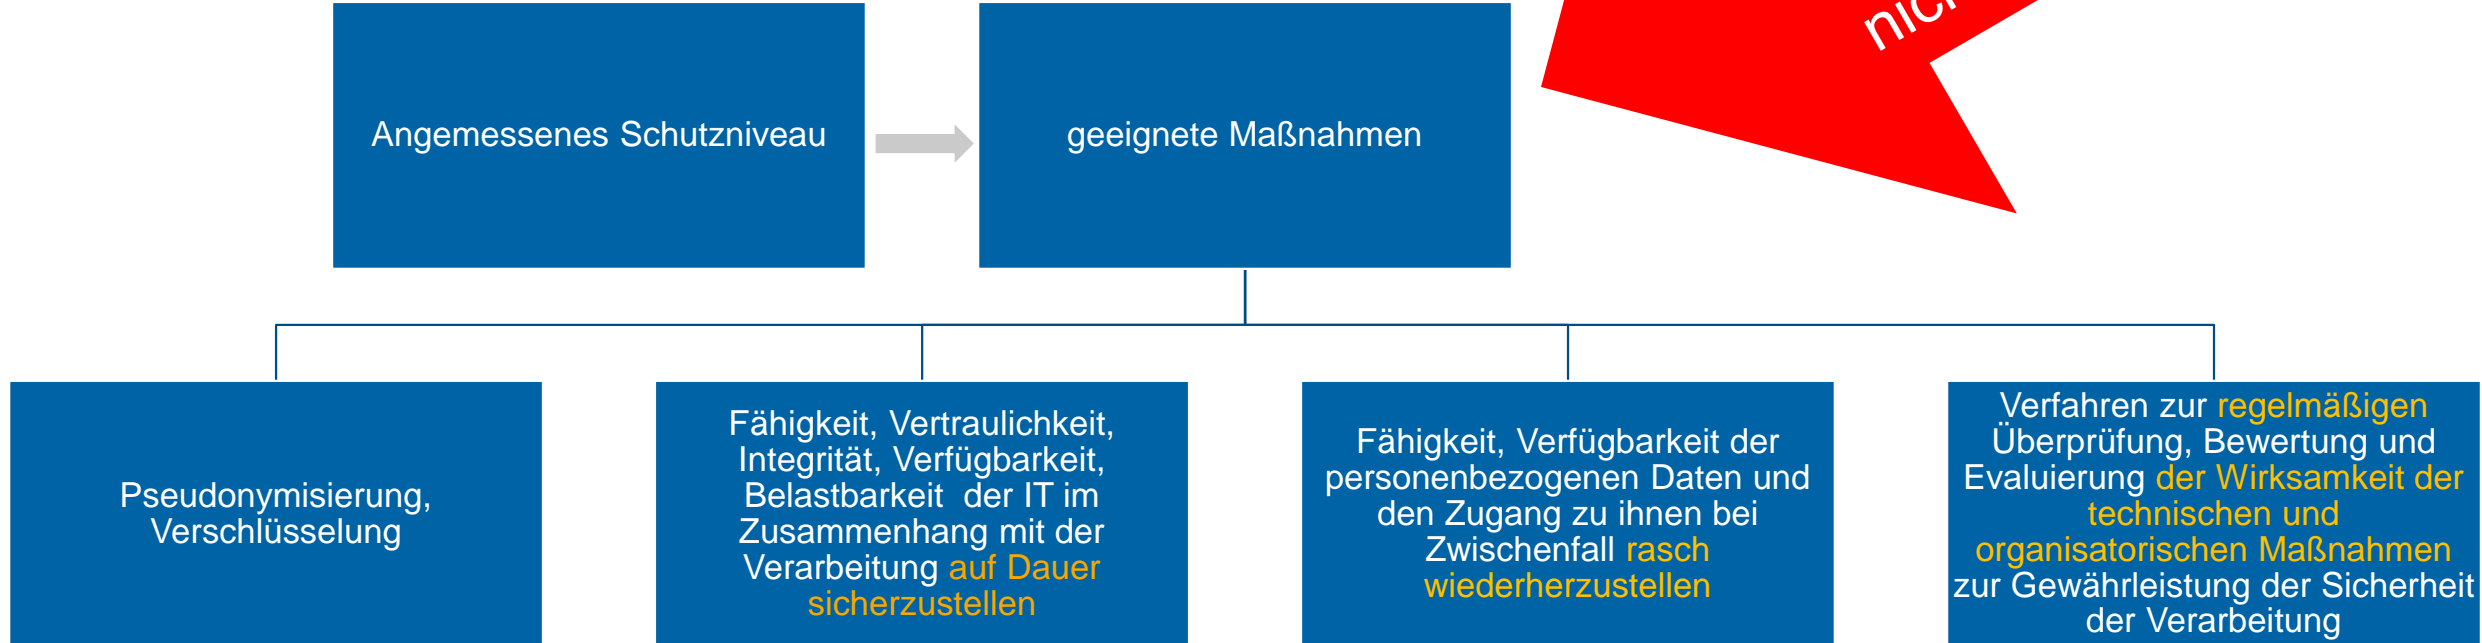 Angemessenes Schutzniveau
geeignete Maßnahmen
Pseudonymisierung,
Verschlüsselung
Fähigkeit, Vertraulichkeit,
Integrität, Verfügbarkeit,
Belastbarkeit der IT im
Zusammenhang mit der
Verarbeitung auf Dauer
sicherzustellen
Fähigkeit, Verfügbarkeit der
personenbezogenen Daten und
den Zugang zu ihnen bei
Zwischenfall rasch
wiederherzustellen
Verfahren zur regelmäßigen
Überprüfung, Bewertung und
Evaluierung der Wirksamkeit der
technischen und
organisatorischen Maßnahmen
zur Gewährleistung der Sicherheit
der Verarbeitung